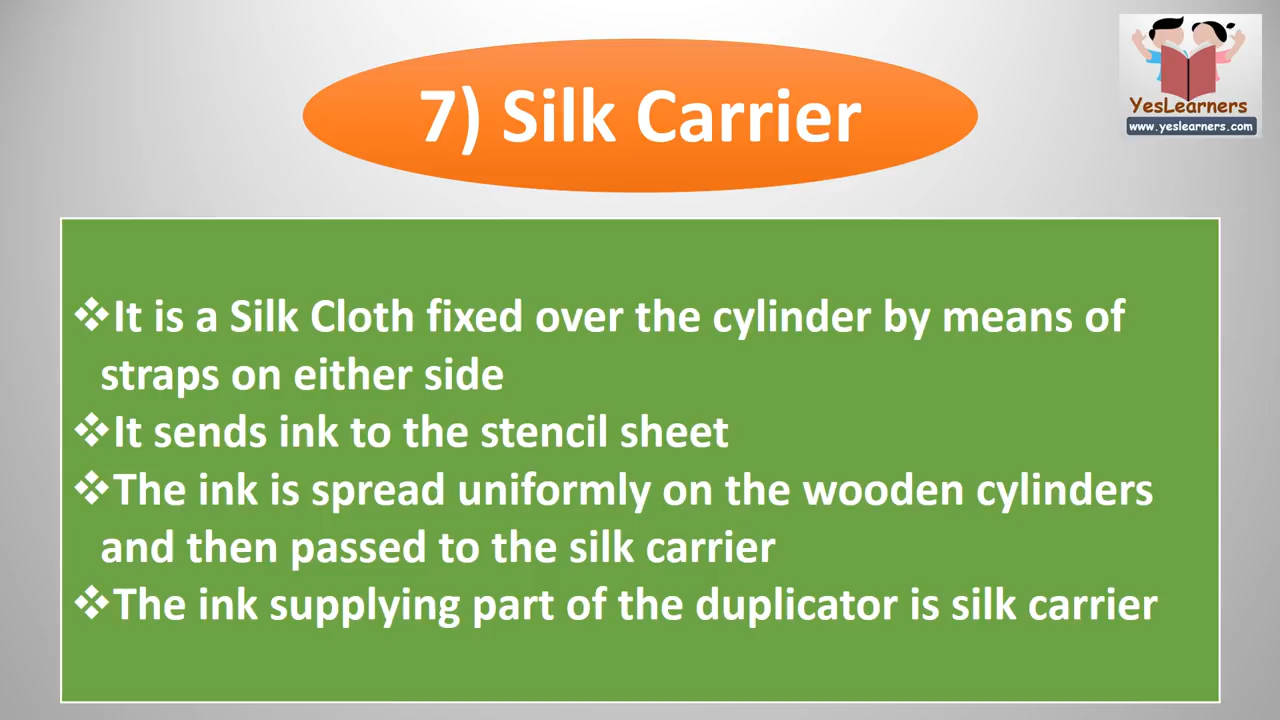 7) Silk Carrier
YesLearners
www.yeslearners.com
❖It is a Silk Cloth fixed over the cylinder by means of
straps on either side
❖It sends ink to the stencil sheet
❖The ink is spread uniformly on the wooden cylinders
and then passed to the silk carrier
❖The ink supplying part of the duplicator is silk carrier